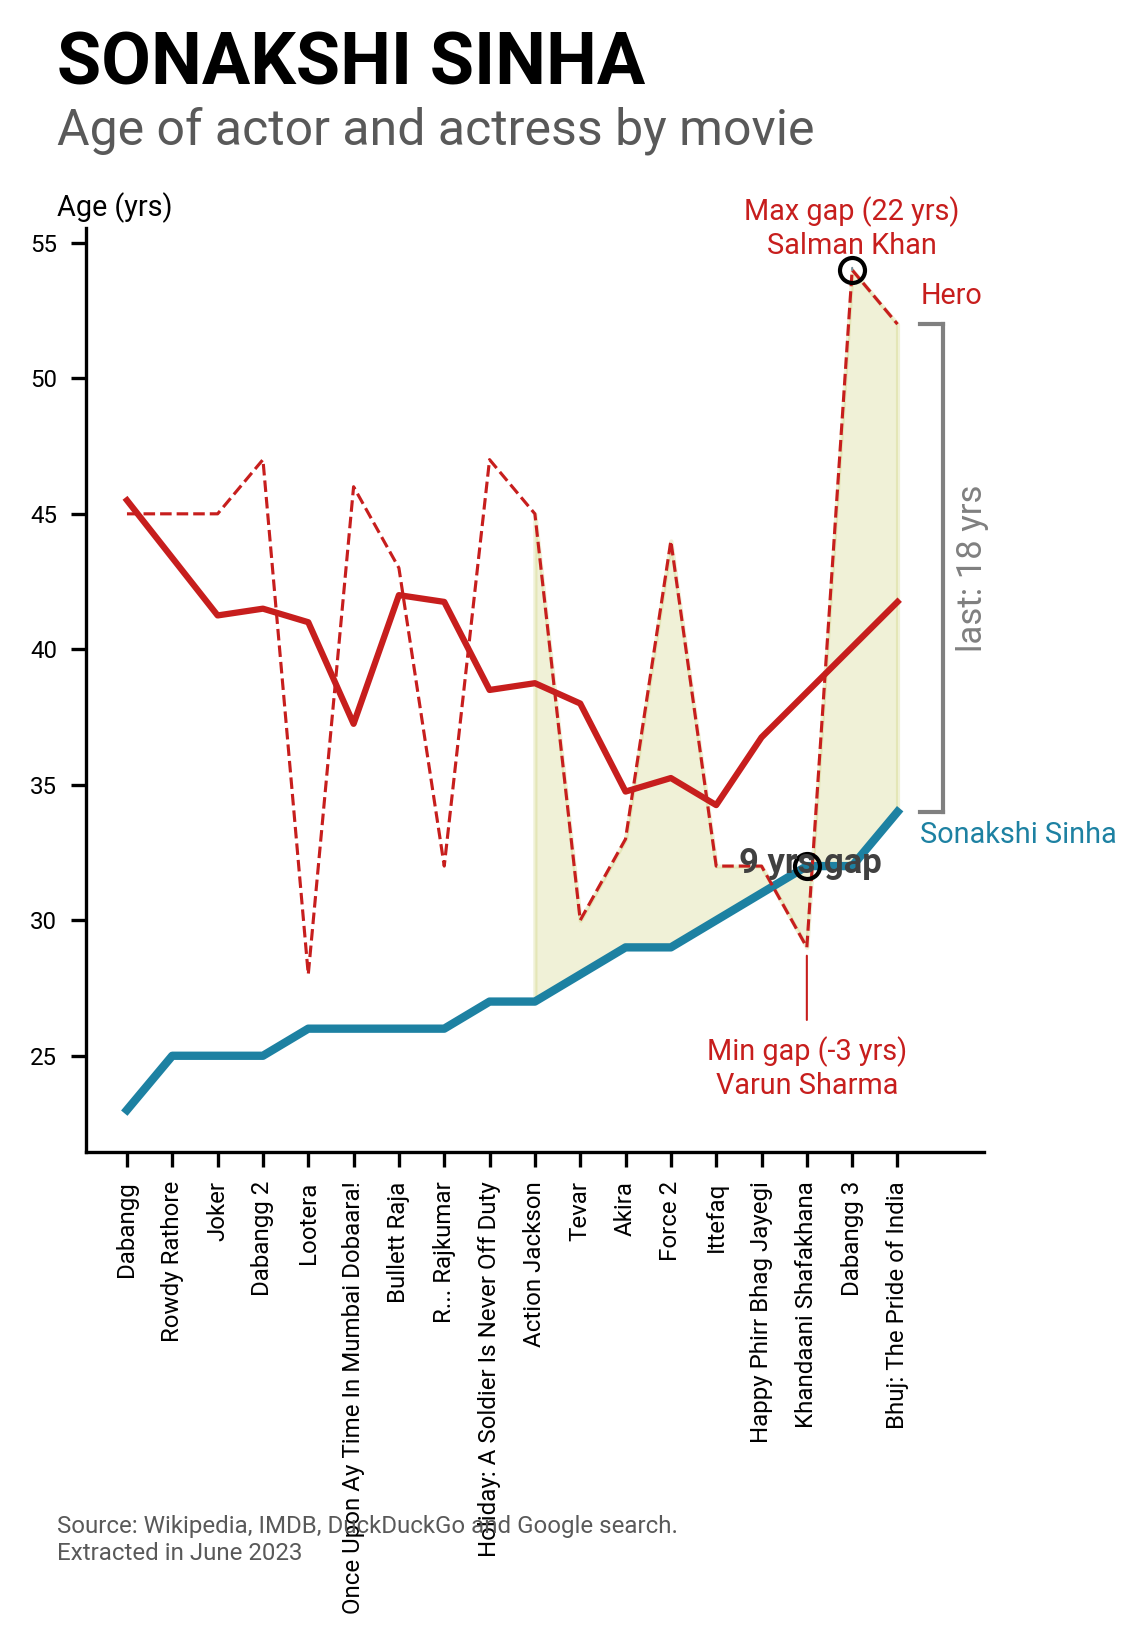 SONAKSHI SINHA
Age of actor and actress by movie
Age (yrs)
Max gap (22 yrs)
Salman Khan
Hero
55
50
45
40
35
30
25
last: 18 yrs
Sonakshi Sinha
9 yrs gap
Min gap (-3 yrs)
Varun Sharma
Dabangg
Rowdy Rathore
Joker
Dabangg 2
Lootera
Once Upon Ay Time In Mumbai Dobaara!
Bullett Raja
R... Rajkumar
Holiday: A Soldier Is Never Off Duty
Action Jackson
Tevar
Akira
Force 2
Ittefaq
Happy Phirr Bhag Jayegi
Khandaani Shafakhana
Dabangg 3
Bhuj: The Pride of India
Source: Wikipedia, IMDB, DuckDuckGo and Google search.
Extracted in June 2023